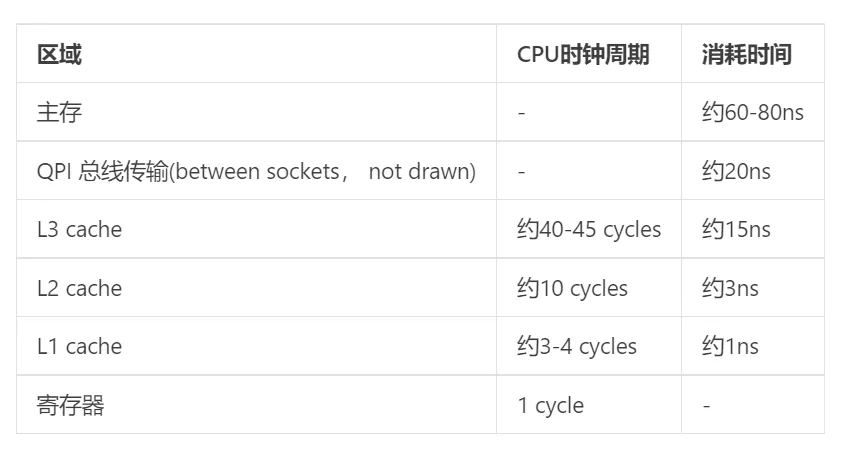 区域 CPU时钟周期 消耗时间
主存 - 约60-80ns
QPI 总线传输(between sockets， not drawn) - 约20ns
L3 cache 约40-45 cycles 约15ns
L2 cache 约10 cycles 约3ns
L1 cache 约3-4 cycles 约1ns
寄存器 1 cycle -